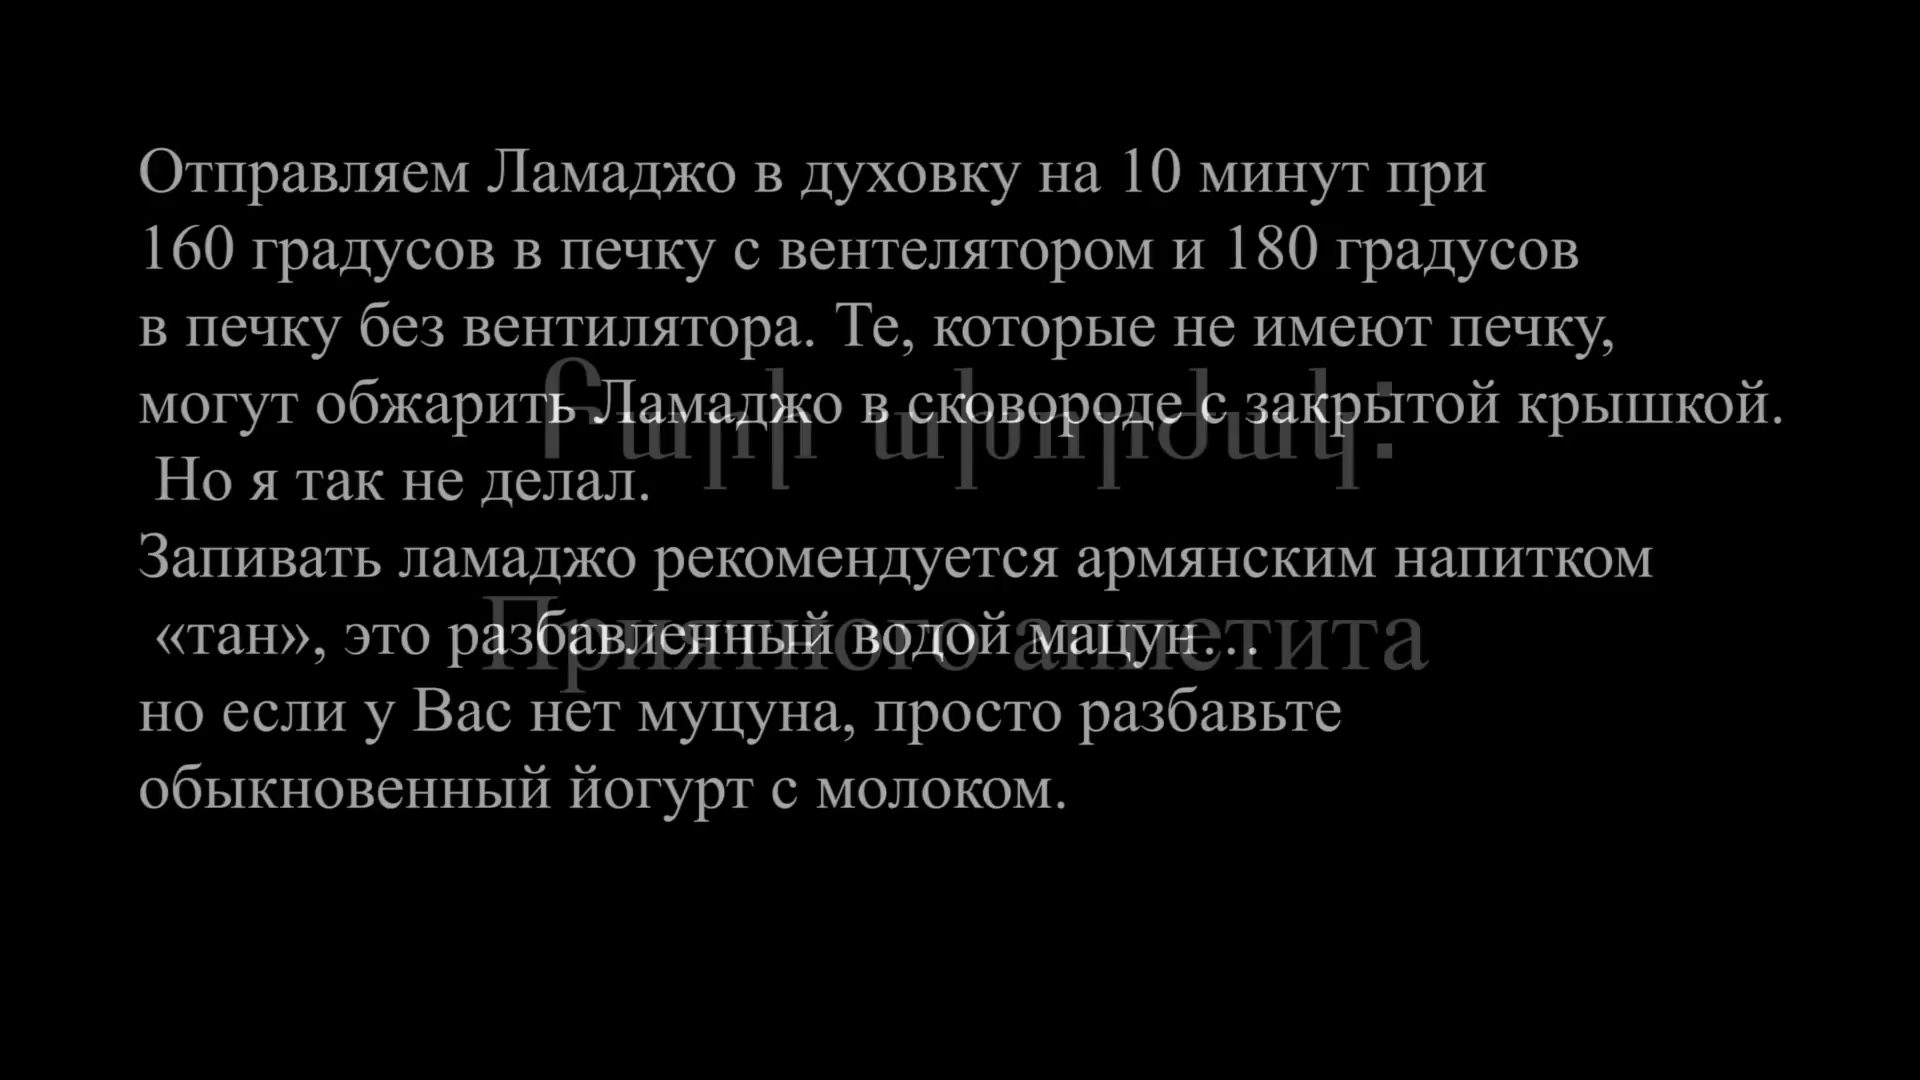 Отправляем Ламаджо в духовку на 10 минут при
160 градусов в печку с вентелятором и 180 градусов
в печку без вентилятора. Те, которые не имеют печку,
могут обжарить Ламаджо в сковороде с закрытой крышкой.
Но я так не делал.
Запивать ламаджо рекомендуется армянским напитком
«тан», это разбавленный водой мацун…
но если у Вас нет муцуна, просто разбавьте
обыкновенный йогурт с молоком.
Բարի ախորժակ:
Приятного аппетита